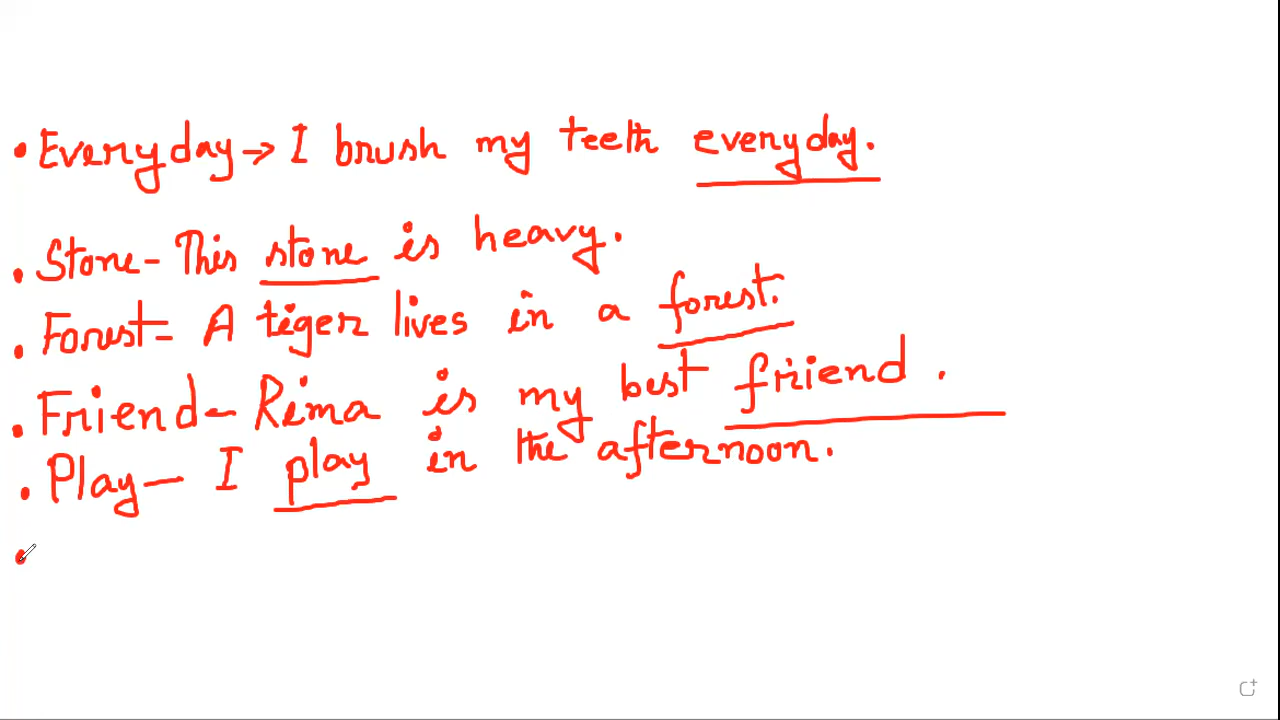 • Everyday → I brush my teeth everyday.
• Stone - This stone is heavy.
• Forest - A tiger lives in a forest.
• Friend - Rima is my best friend.
• Play - I play in the afternoon.
•